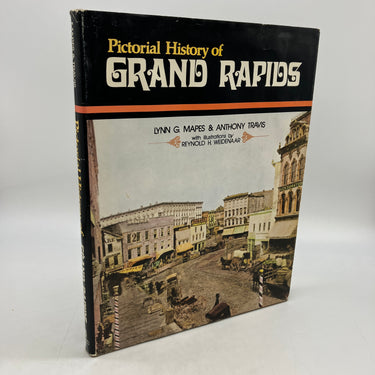 Pictorial History of
GRAND RAPIDS
LYNN G. MAPES & ANTHONY TRAVIS
with illustrations by
REYNOLD H. WEIDENAAR